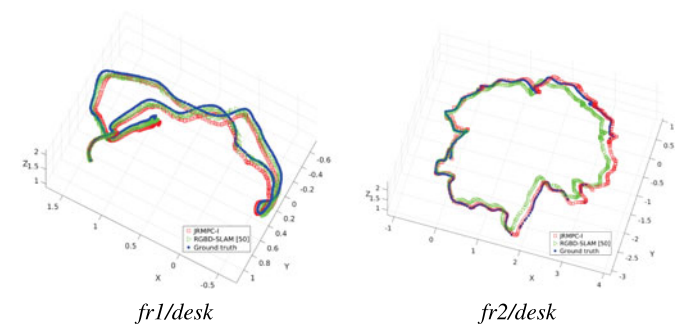 Z
2
1.5
1
1.5
1
0.5
0
-0.5
X
-0.6
-0.4
-0.2
0
0.2
0.4
0.6
0.8
1
Y
JRMPC-I
RGBD-SLAM [50]
Ground truth
fr1/desk
Z
2
1.5
1
-1
0
1
2
3
4
X
1
0.5
0
-0.5
-1
-1.5
-2
-2.5
-3
Y
JRMPC-I
RGBD-SLAM [50]
Ground truth
fr2/desk